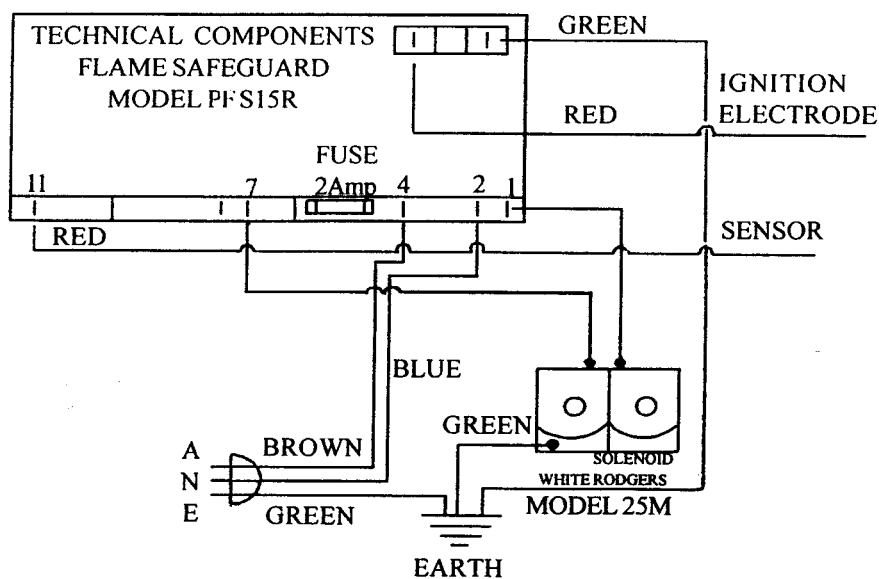 TECHNICAL COMPONENTS
FLAME SAFEGUARD
MODEL PFS15R
GREEN
IGNITION
ELECTRODE
RED
FUSE
11
7
2Amp
4
2
1
RED
SENSOR
BLUE
GREEN
A
BROWN
SOLENOID
N
WHITE RODGERS
E
GREEN
MODEL 25M
EARTH